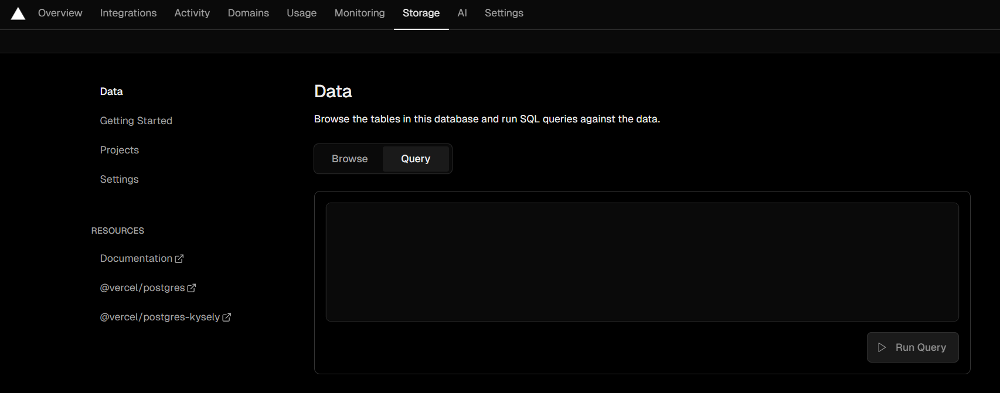 Overview Integrations Activity Domains Usage Monitoring Storage AI Settings
Data
Getting Started
Projects
Settings
RESOURCES
Documentation
@vercel/postgres
@vercel/postgres-kysely
Data
Browse the tables in this database and run SQL queries against the data.
Browse Query
Run Query